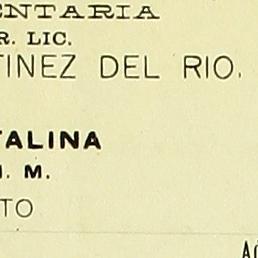 ENTARIA
R. LIC.
TINEZ DEL RIO.
TALINA
M.
TO